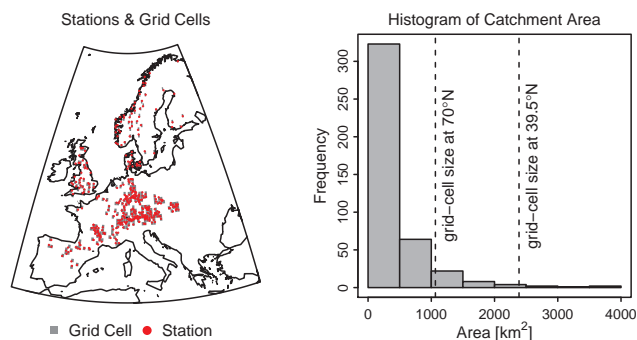 Stations & Grid Cells
Grid Cell
Station
Histogram of Catchment Area
Frequency
0
50
100
150
200
250
300
grid−cell size at 70°N
grid−cell size at 39.5°N
0 1000 2000 3000 4000
Area [km²]